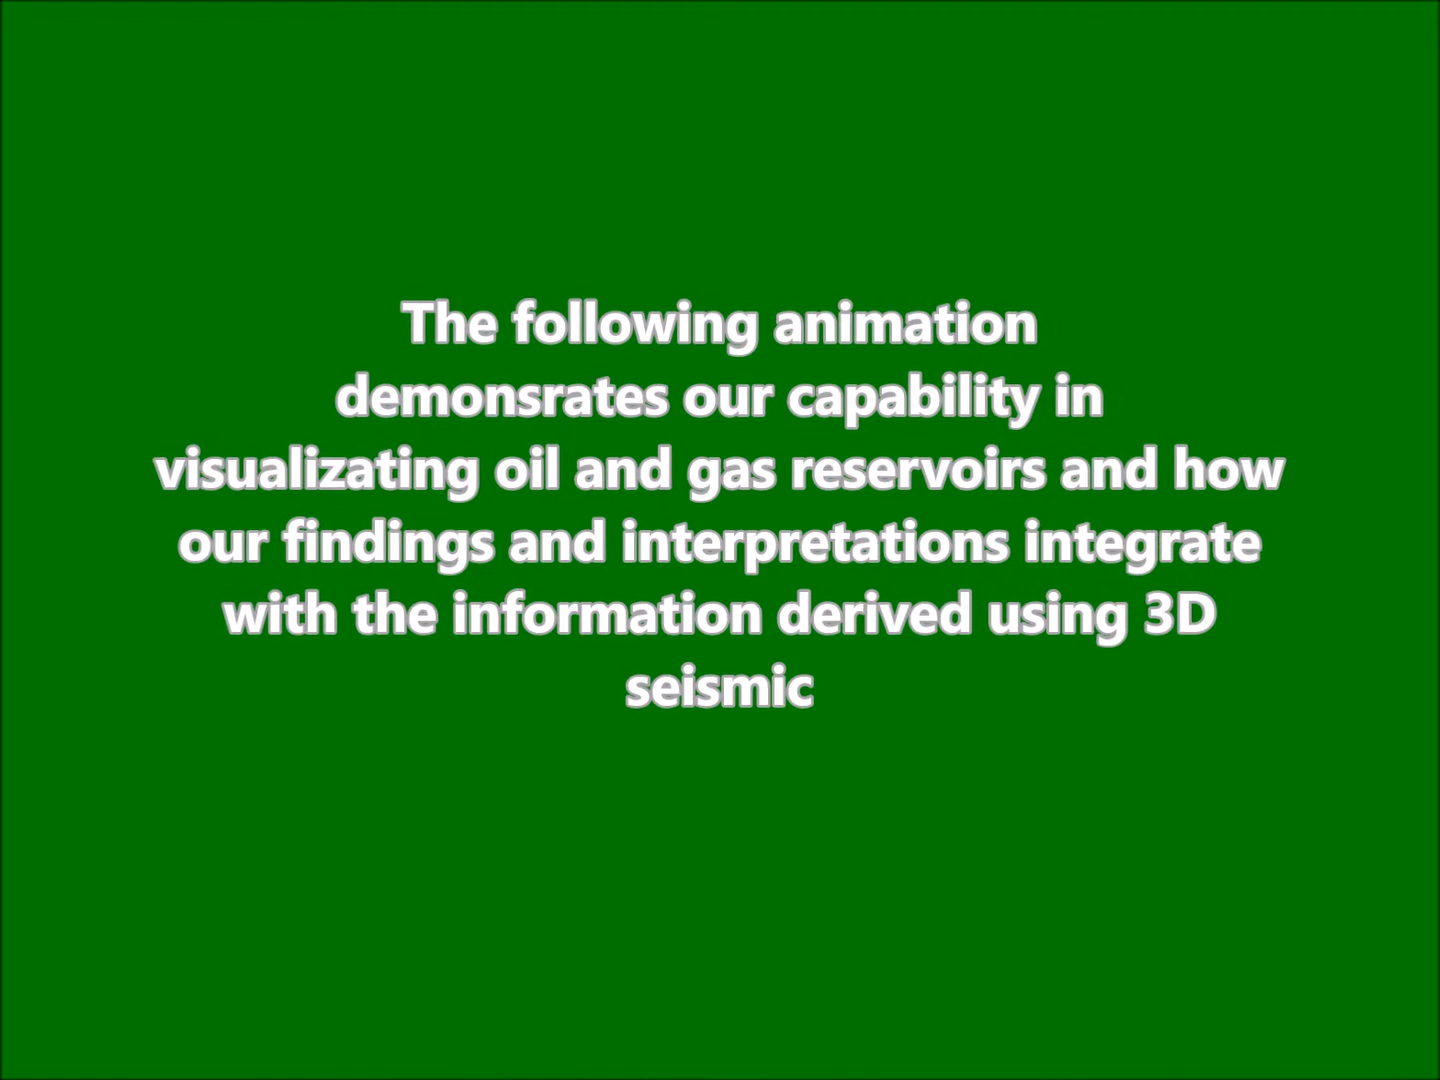 The following animation
demonsrates our capability in
visualizating oil and gas reservoirs and how
our findings and interpretations integrate
with the information derived using 3D
seismic